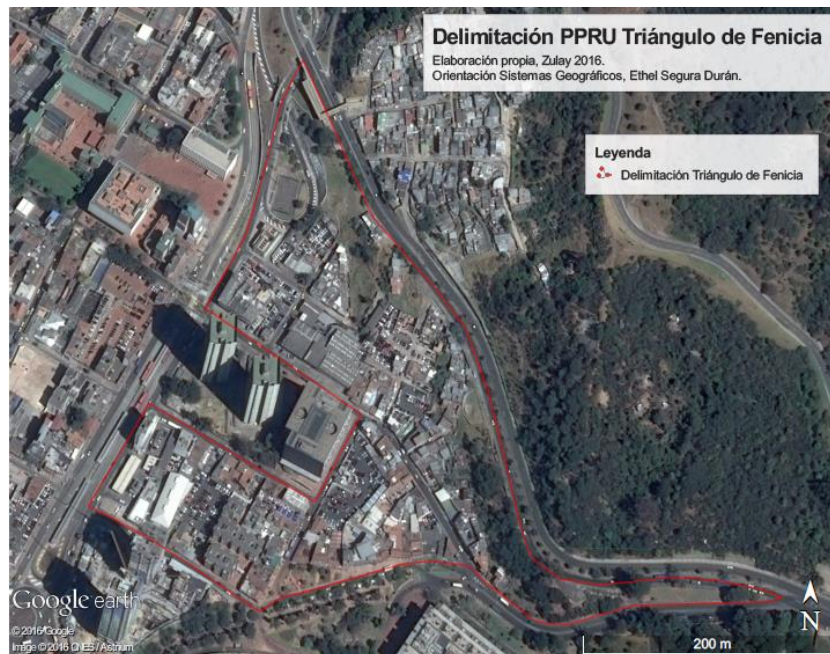 Delimitación PPRU Triángulo de Fenicia
Elaboración propia, Zulay 2016.
Orientación Sistemas Geográficos, Ethel Segura Durán.
Leyenda
Delimitación Triángulo de Fenicia
Google earth
© 2016 Google
Image © 2016 CNES / Astrium
N
200 m